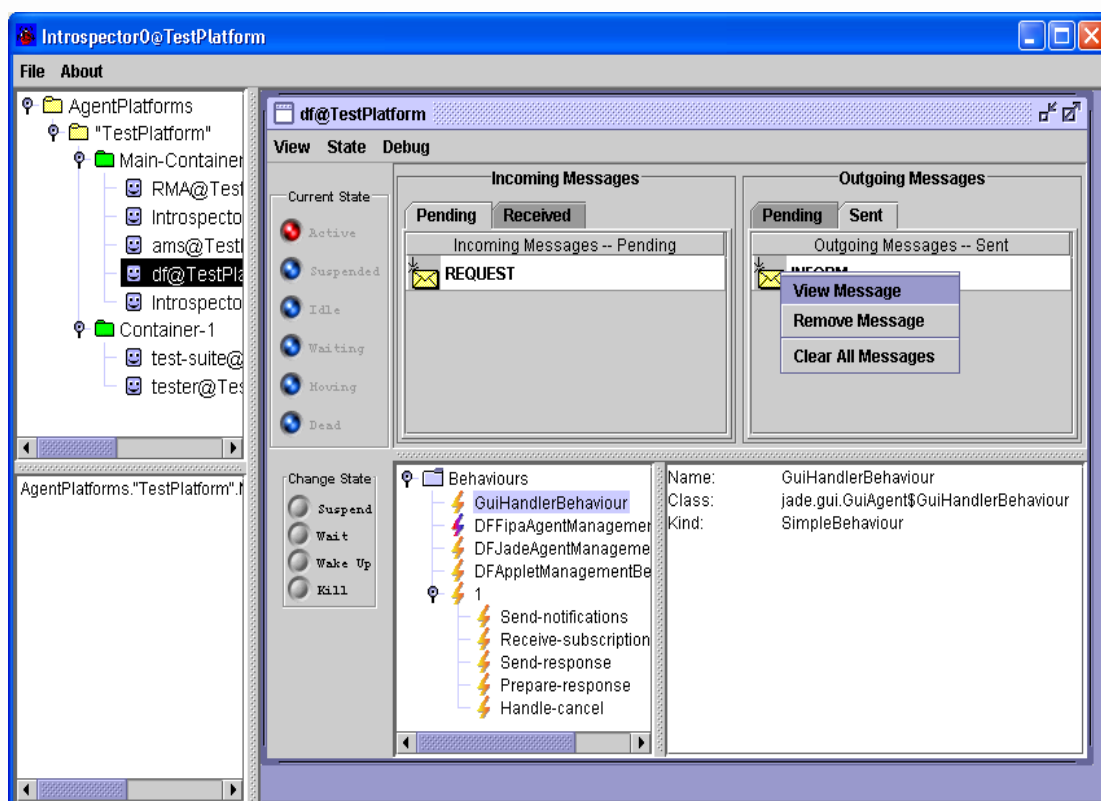 Introspector0@TestPlatform
File About
AgentPlatforms
"TestPlatform"
Main-Container
RMA@Test
Introspecto
ams@Test
df@TestPla
Introspecto
Container-1
test-suite@
tester@Tes
AgentPlatforms."TestPlatform".
df@TestPlatform
View State Debug
Current State
Active
Suspended
Idle
Waiting
Moving
Dead
Change State
Suspend
Wait
Wake Up
Kill
Incoming Messages
Pending Received
Incoming Messages -- Pending
REQUEST
Outgoing Messages
Pending Sent
Outgoing Messages -- Sent
INFORM
View Message
Remove Message
Clear All Messages
Behaviours
GuiHandlerBehaviour
DFFipaAgentManagemer
DFJadeAgentManageme
DFAppletManagementBe
1
Send-notifications
Receive-subscription
Send-response
Prepare-response
Handle-cancel
Name: GuiHandlerBehaviour
Class: jade.gui.GuiAgent$GuiHandlerBehaviour
Kind: SimpleBehaviour